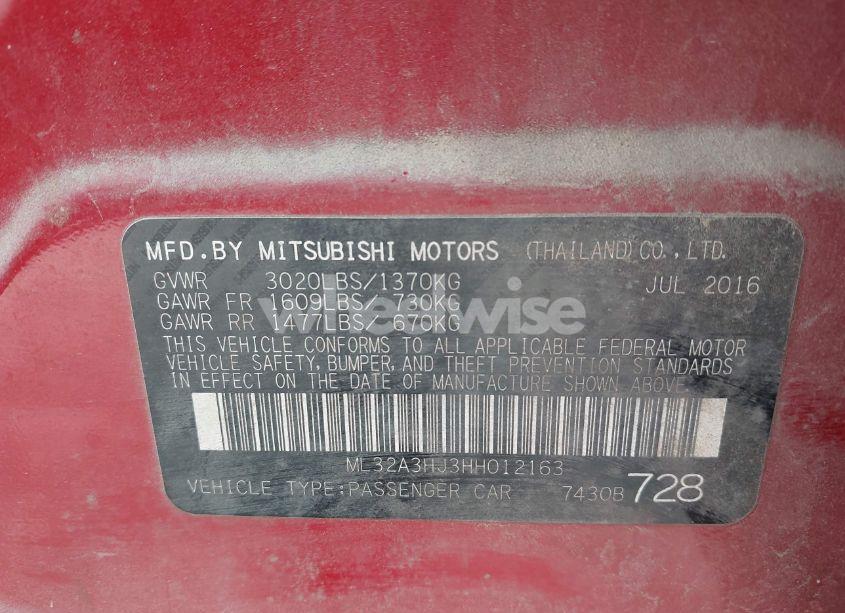 MFD.BY MITSUBISHI MOTORS (THAILAND)CO.,LTD.
GVWR 3020LBS/1370KG JUL 2016
GAWR FR 1609LBS/ 730KG
GAWR RR 1477LBS/ 670KG
wheelwise
THIS VEHICLE CONFORMS TO ALL APPLICABLE FEDERAL MOTOR
VEHICLE SAFETY, BUMPER, AND THEFT PREVENTION STANDARDS
IN EFFECT ON THE DATE OF MANUFACTURE SHOWN ABOVE.
ML32A3HJ3HH012163
VEHICLE TYPE:PASSENGER CAR 7430B 728